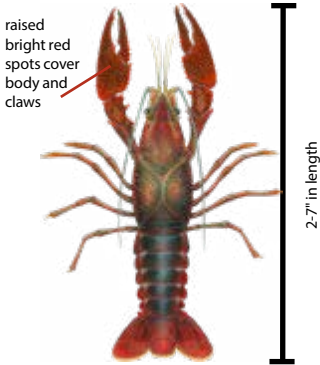 raised
bright red
spots cover
body and
claws
2-7" in length